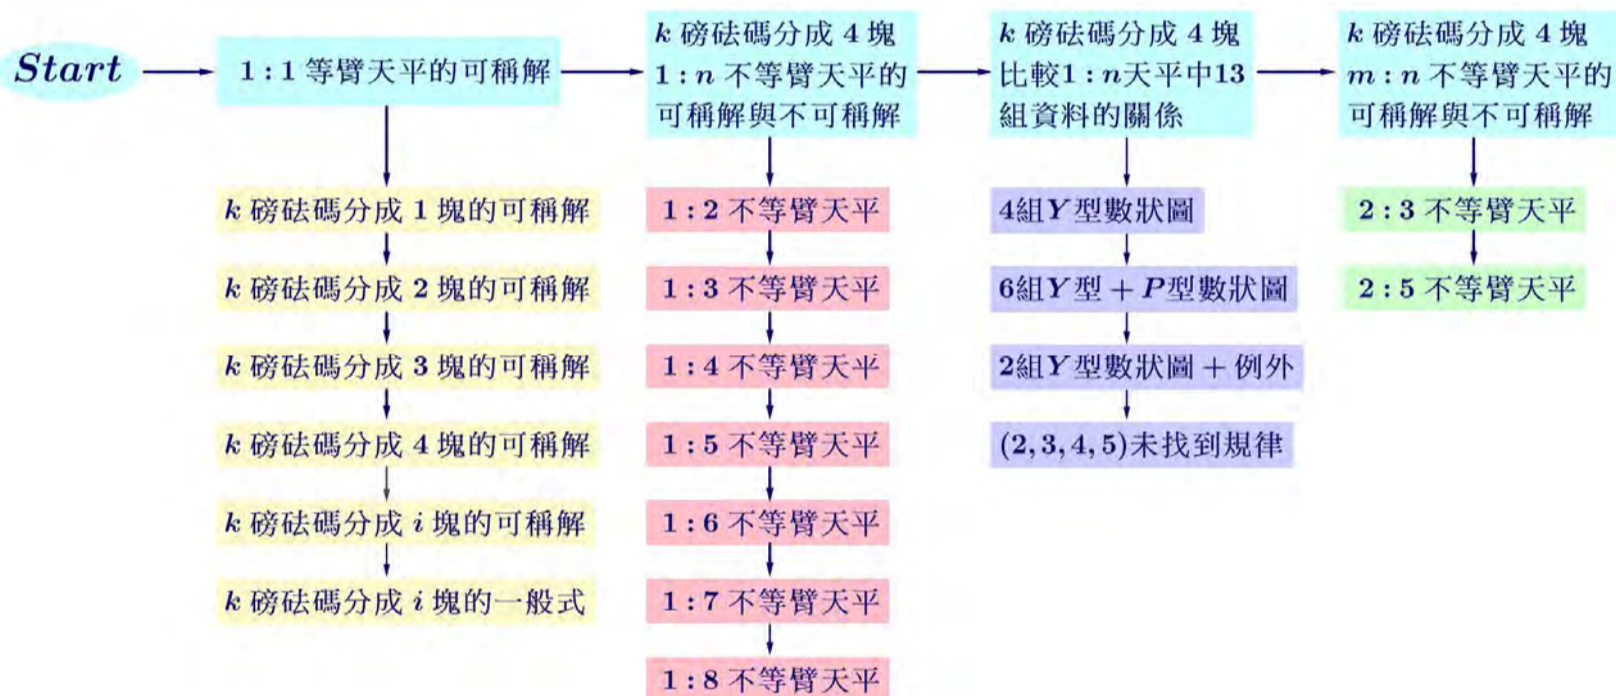 Start
1 : 1 等臂天平的可稱解
k 磅砝碼分成 1 塊的可稱解
k 磅砝碼分成 2 塊的可稱解
k 磅砝碼分成 3 塊的可稱解
k 磅砝碼分成 4 塊的可稱解
k 磅砝碼分成 i 塊的可稱解
k 磅砝碼分成 i 塊的一般式
k 磅砝碼分成 4 塊
1 : n 不等臂天平的
可稱解與不可稱解
1 : 2 不等臂天平
1 : 3 不等臂天平
1 : 4 不等臂天平
1 : 5 不等臂天平
1 : 6 不等臂天平
1 : 7 不等臂天平
1 : 8 不等臂天平
k 磅砝碼分成 4 塊
比較1 : n天平中13
組資料的關係
4組Y型數狀圖
6組Y型 + P型數狀圖
2組Y型數狀圖 + 例外
(2, 3, 4, 5)未找到規律
k 磅砝碼分成 4 塊
m : n 不等臂天平的
可稱解與不可稱解
2 : 3 不等臂天平
2 : 5 不等臂天平